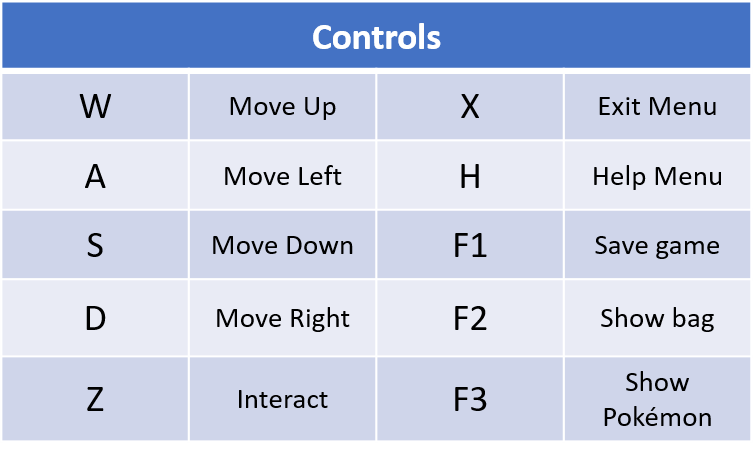 Controls
W Move Up X Exit Menu
A Move Left H Help Menu
S Move Down F1 Save game
D Move Right F2 Show bag
Z Interact F3 Show
Pokémon